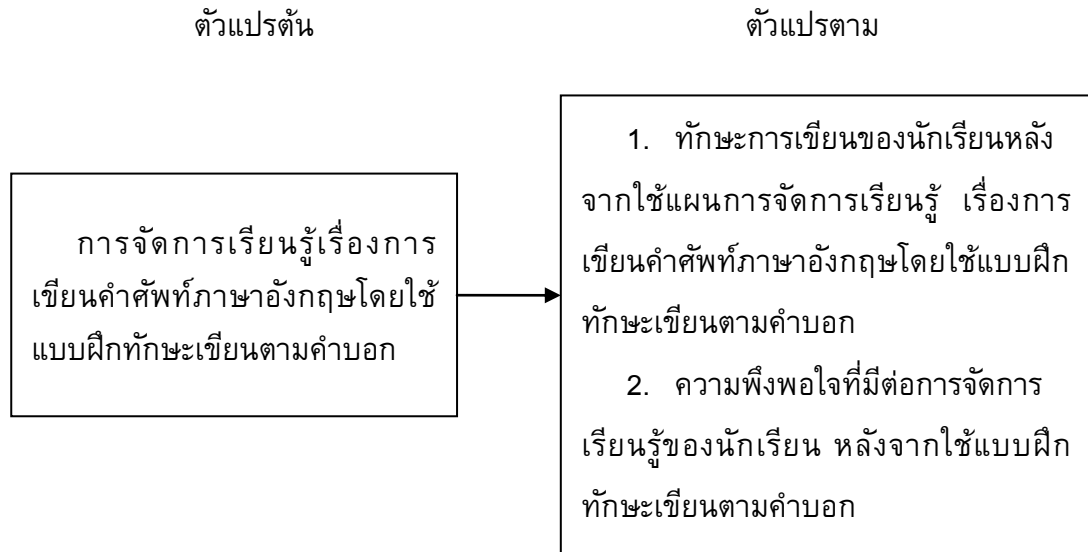 ตัวแปรต้น
ตัวแปรตาม
การจัดการเรียนรู้เรื่องการ
เขียนคำศัพท์ภาษาอังกฤษโดยใช้
แบบฝึกทักษะเขียนตามคำบอก
1. ทักษะการเขียนของนักเรียนหลัง
จากใช้แผนการจัดการเรียนรู้ เรื่องการ
เขียนคำศัพท์ภาษาอังกฤษโดยใช้แบบฝึก
ทักษะเขียนตามคำบอก
2. ความพึงพอใจที่มีต่อการจัดการ
เรียนรู้ของนักเรียน หลังจากใช้แบบฝึก
ทักษะเขียนตามคำบอก